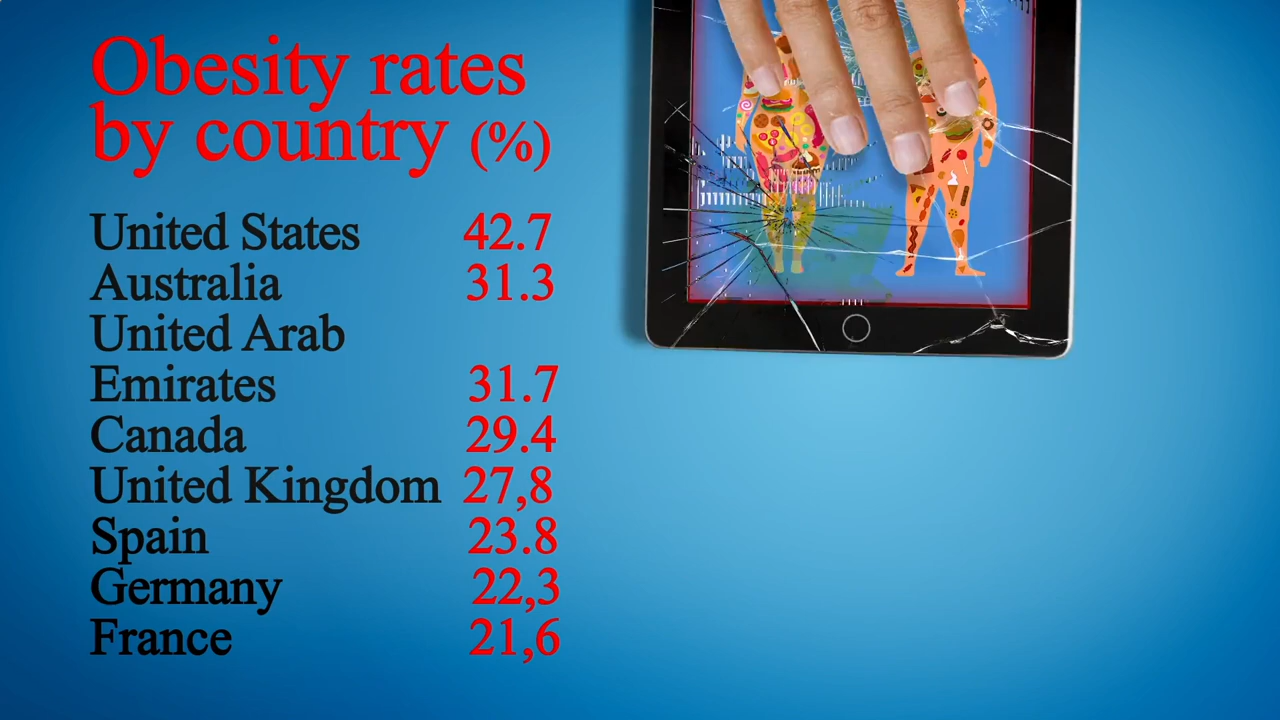 Obesity rates
by country (%)
United States 42.7
Australia 31.3
United Arab
Emirates 31.7
Canada 29.4
United Kingdom 27,8
Spain 23.8
Germany 22,3
France 21,6